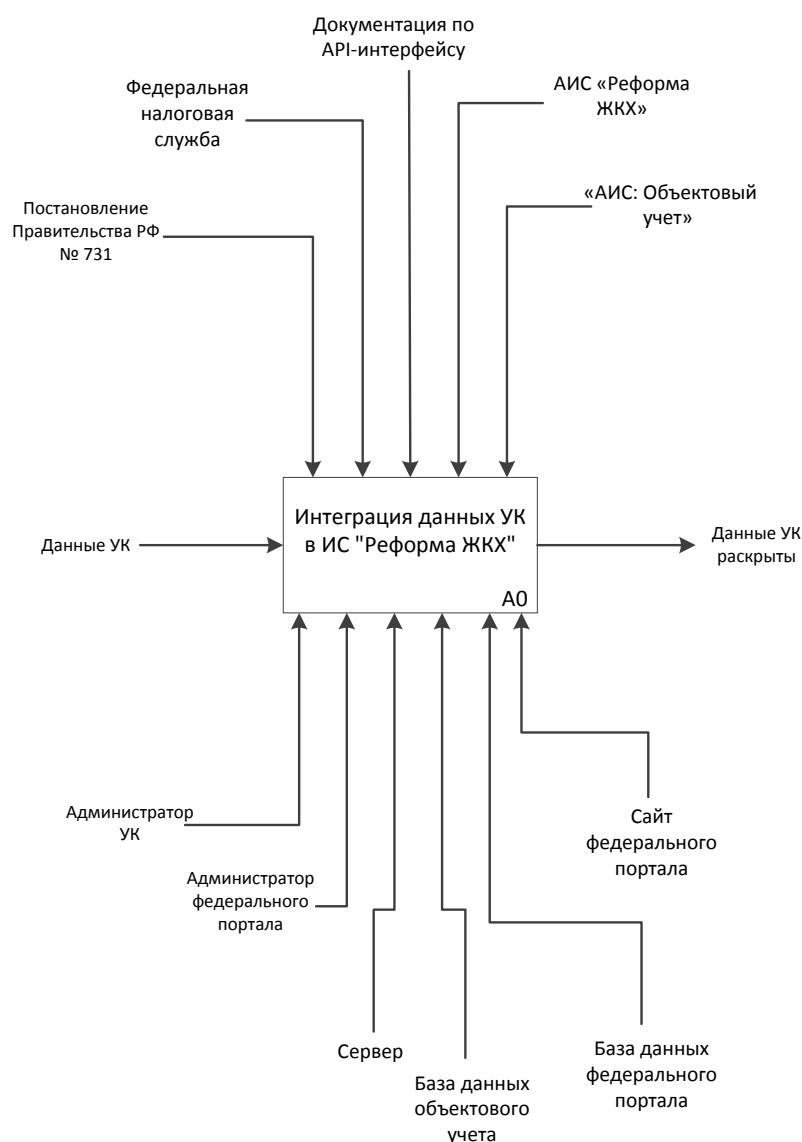 Документация по
API-интерфейсу
Федеральная
налоговая
служба
АИС «Реформа
ЖКХ»
Постановление
Правительства РФ
№ 731
«АИС: Объектовый
учет»
Данные УК
Интеграция данных УК
в ИС "Реформа ЖКХ"
А0
Данные УК
раскрыты
Администратор
УК
Администратор
федерального
портала
Сервер
База данных
объектового
учета
База данных
федерального
портала
Сайт
федерального
портала